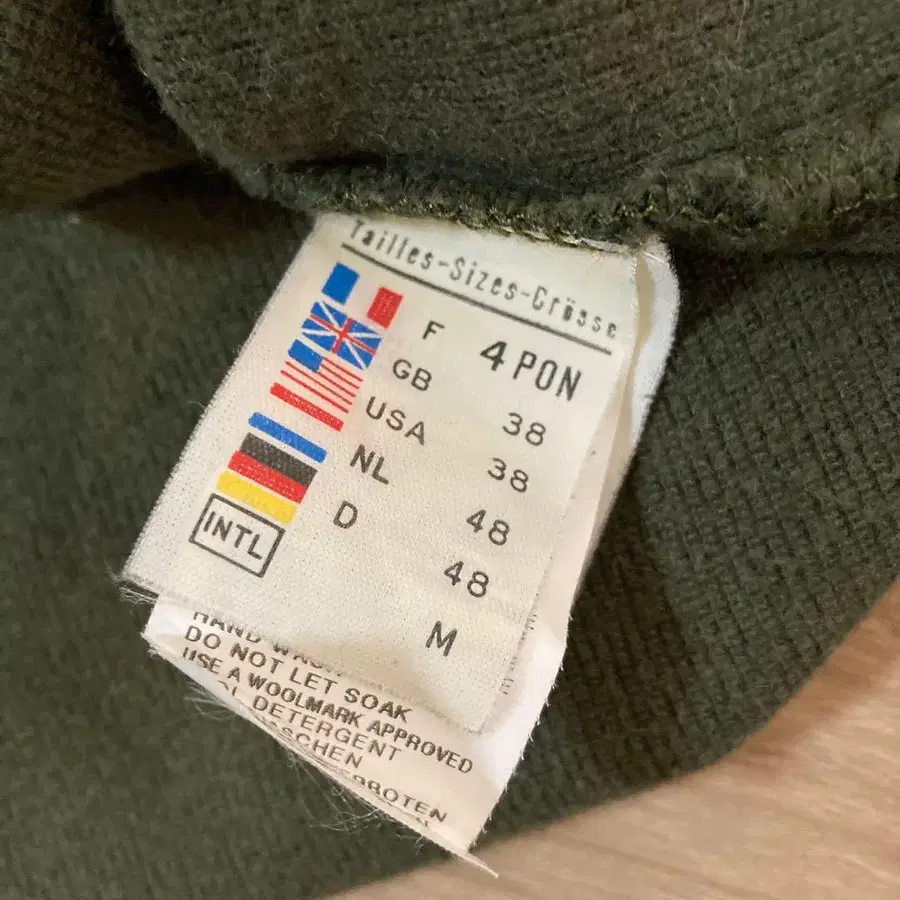 Tailles-Sizes-Grösse
F 4 PON
GB 38
USA 38
NL 48
D 48
INTL M
HAND
DO NOT LET SOAK
USE A WOOLMARK APPROVED
DETERGENT